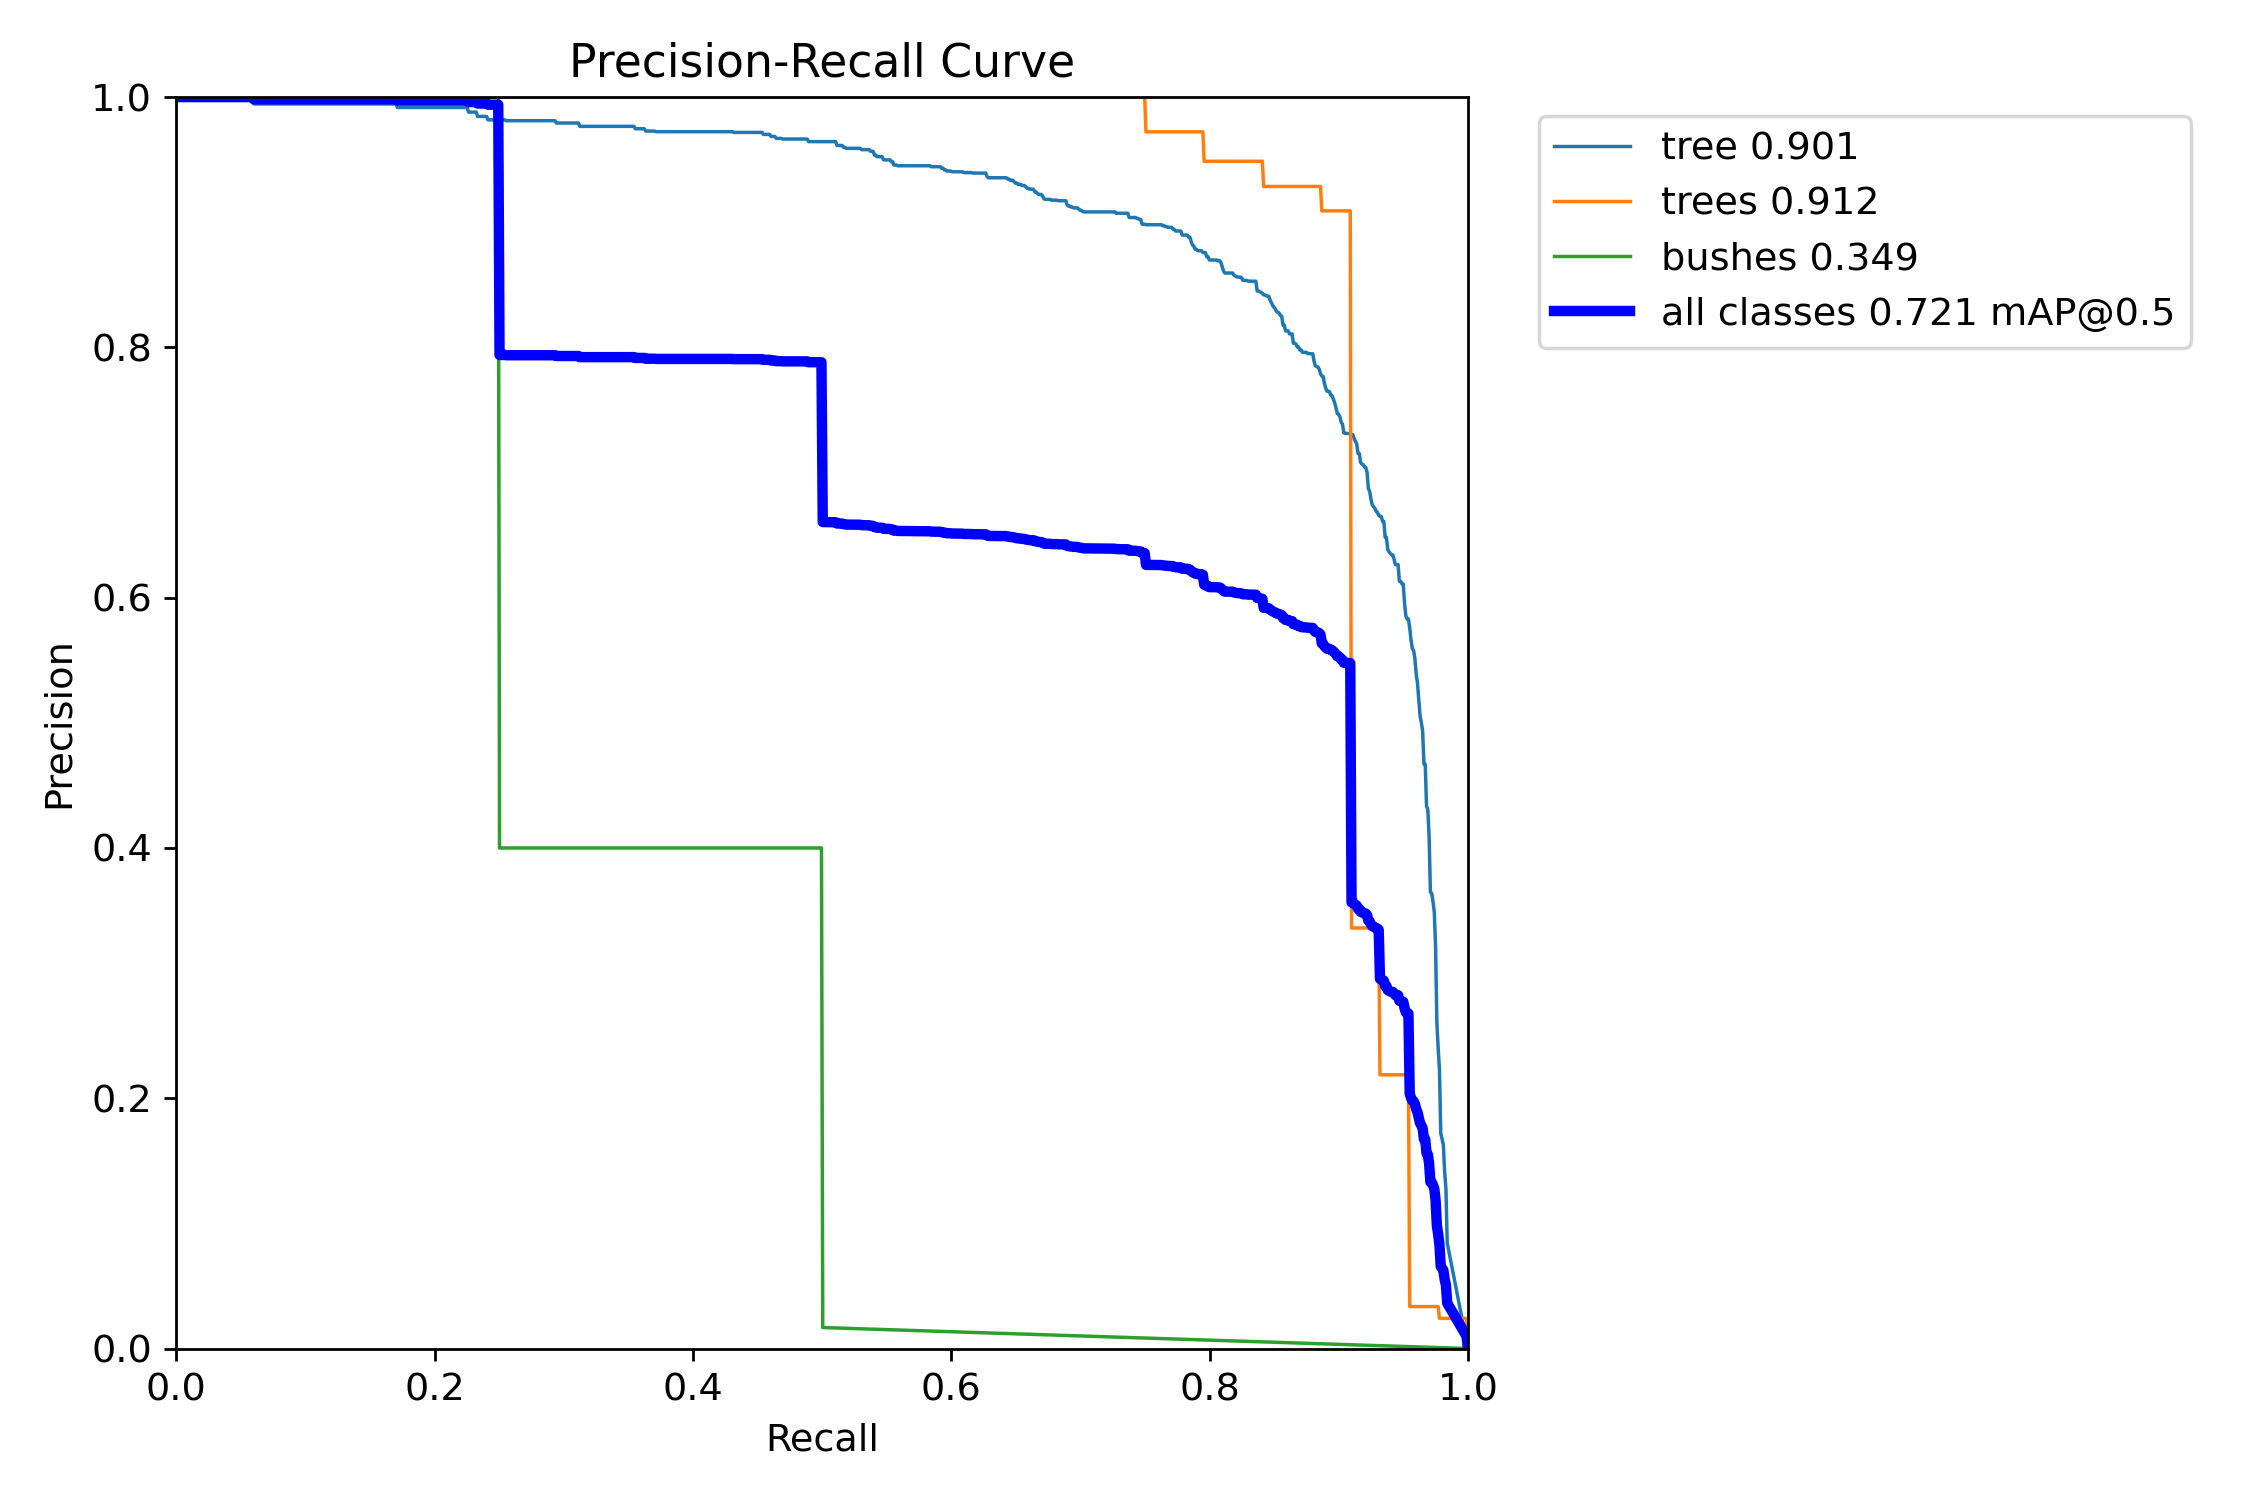 Precision-Recall Curve
1.0
0.8
0.6
0.4
0.2
0.0
Precision
0.0 0.2 0.4 0.6 0.8 1.0
Recall
tree 0.901
trees 0.912
bushes 0.349
all classes 0.721 mAP@0.5